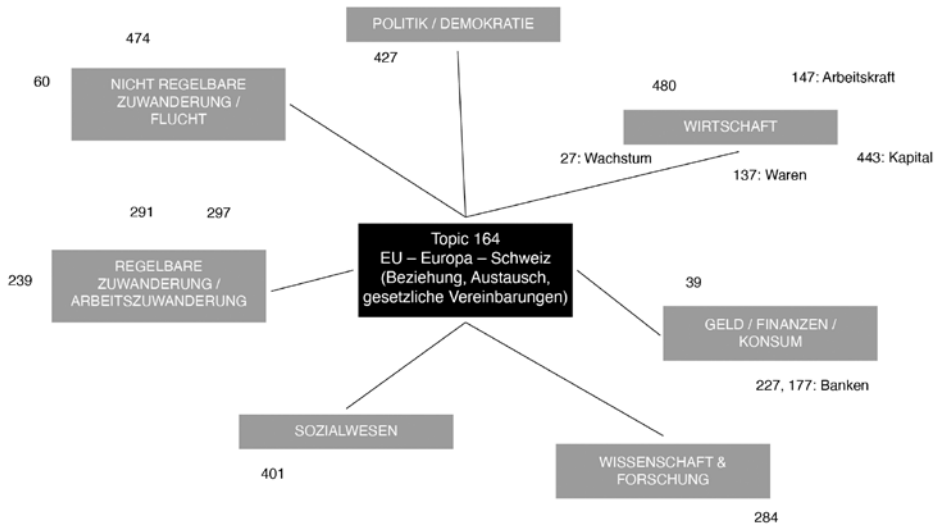 POLITIK / DEMOKRATIE
427
474
60
NICHT REGELBARE
ZUWANDERUNG /
FLUCHT
480
147: Arbeitskraft
WIRTSCHAFT
27: Wachstum
137: Waren
443: Kapital
291 297
239
REGELBARE
ZUWANDERUNG /
ARBEITSZUWANDERUNG
Topic 164
EU – Europa – Schweiz
(Beziehung, Austausch,
gesetzliche Vereinbarungen)
39
GELD / FINANZEN /
KONSUM
227, 177: Banken
SOZIALWESEN
401
WISSENSCHAFT &
FORSCHUNG
284